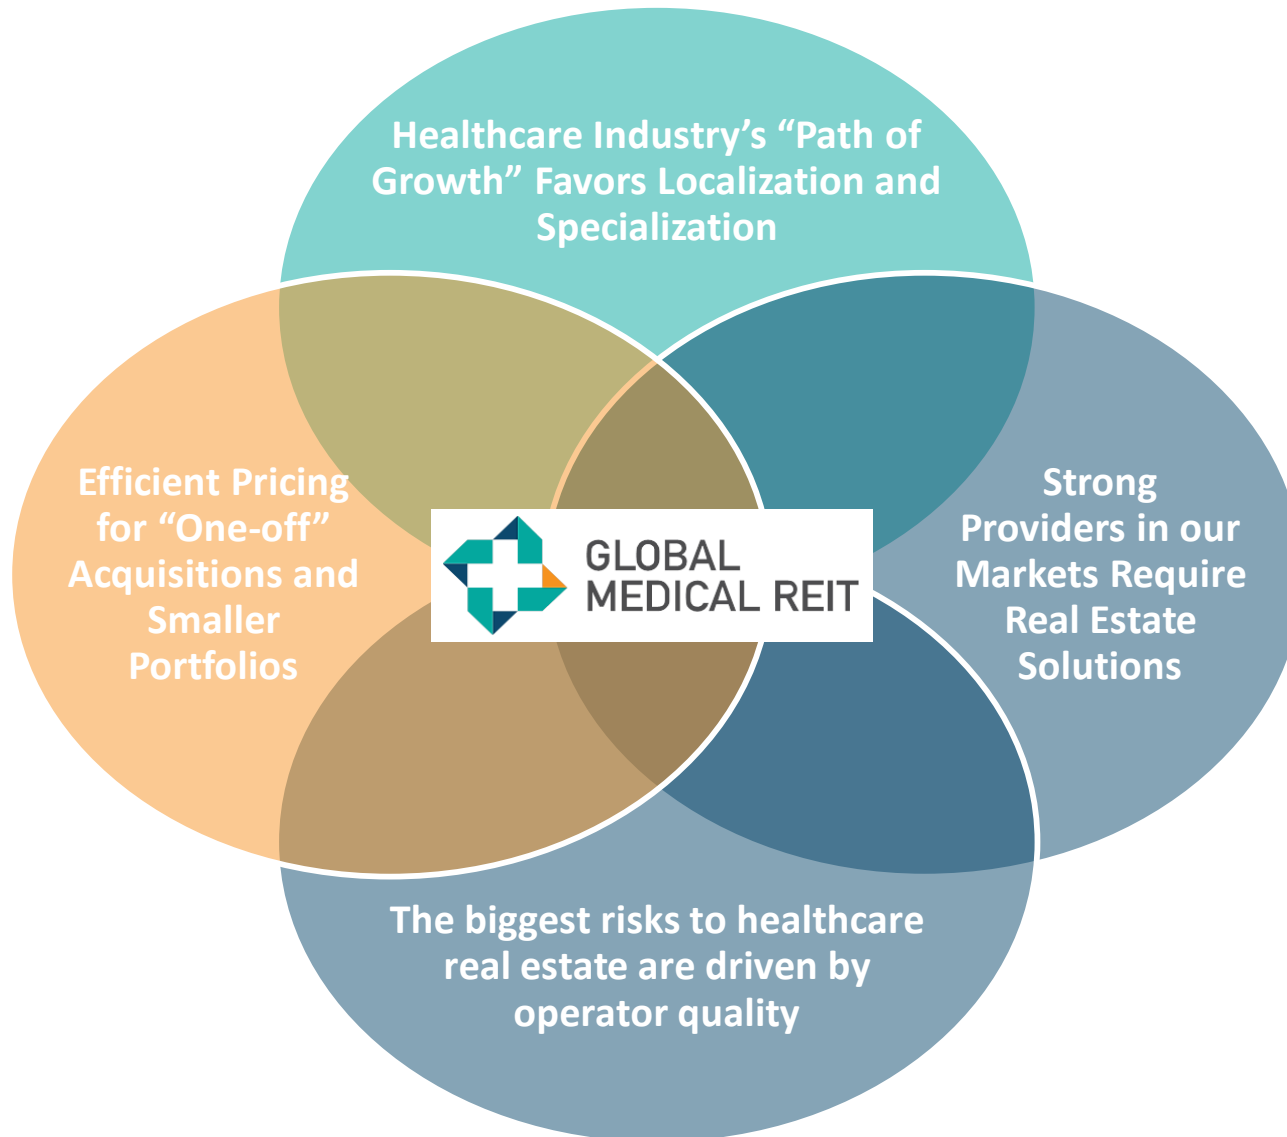 Healthcare Industry’s “Path of
Growth” Favors Localization and
Specialization
Efficient Pricing
for “One-off”
Acquisitions and
Smaller
Portfolios
GLOBAL
MEDICAL REIT
Strong
Providers in our
Markets Require
Real Estate
Solutions
The biggest risks to healthcare
real estate are driven by
operator quality